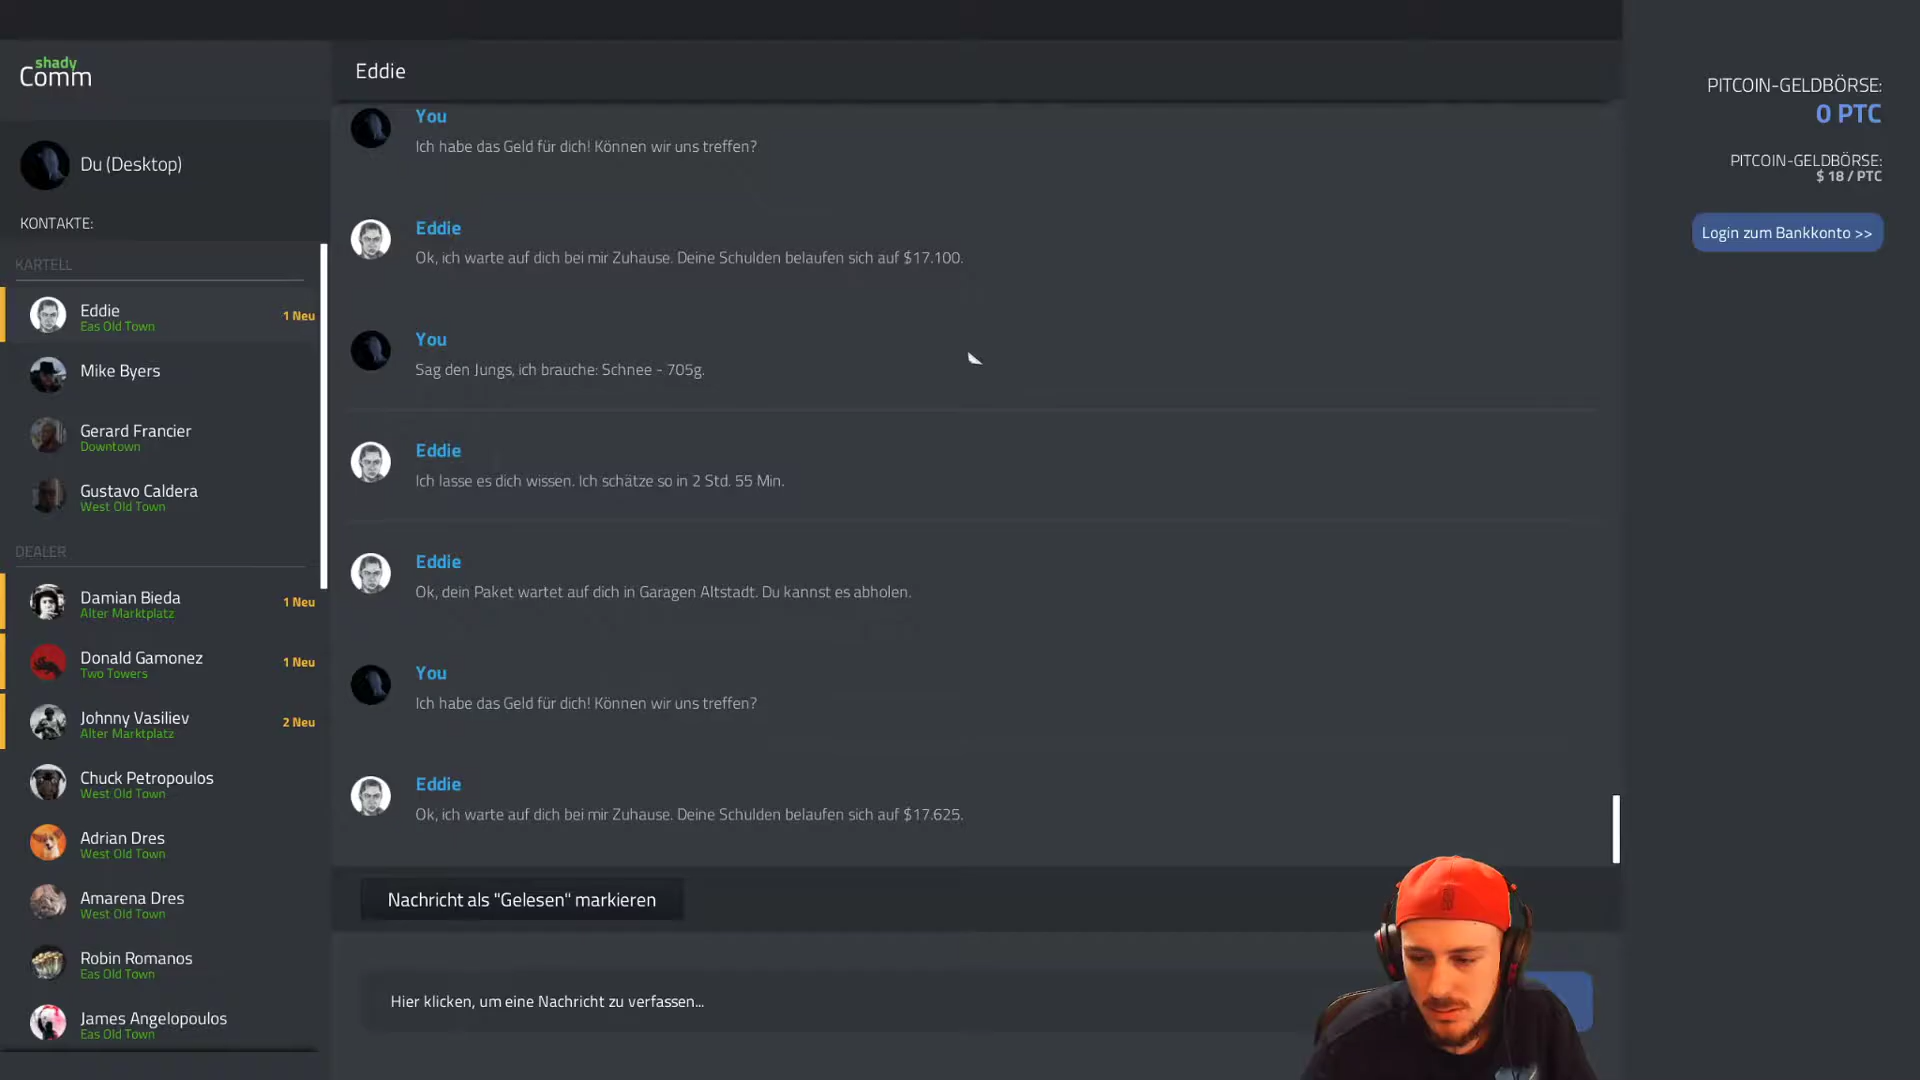 shady
Comm
Du (Desktop)
KONTAKTE:
KARTELL
Eddie
Eas Old Town
1 Neu
Mike Byers
Gerard Francier
Downtown
Gustavo Caldera
West Old Town
DEALER
Damian Bieda
Alter Marktplatz
1 Neu
Donald Gamonez
Two Towers
1 Neu
Johnny Vasiliev
Alter Marktplatz
2 Neu
Chuck Petropoulos
West Old Town
Adrian Dres
West Old Town
Amarena Dres
West Old Town
Robin Romanos
Eas Old Town
James Angelopoulos
Eas Old Town
Eddie
You
Ich habe das Geld für dich! Können wir uns treffen?
Eddie
Ok, ich warte auf dich bei mir Zuhause. Deine Schulden belaufen sich auf $17.100.
You
Sag den Jungs, ich brauche: Schnee - 705g.
Eddie
Ich lasse es dich wissen. Ich schätze so in 2 Std. 55 Min.
Eddie
Ok, dein Paket wartet auf dich in Garagen Altstadt. Du kannst es abholen.
You
Ich habe das Geld für dich! Können wir uns treffen?
Eddie
Ok, ich warte auf dich bei mir Zuhause. Deine Schulden belaufen sich auf $17.625.
Nachricht als "Gelesen" markieren
Hier klicken, um eine Nachricht zu verfassen...
PITCOIN-GELDBÖRSE:
0 PTC
PITCOIN-GELDBÖRSE:
$ 18 / PTC
Login zum Bankkonto >>